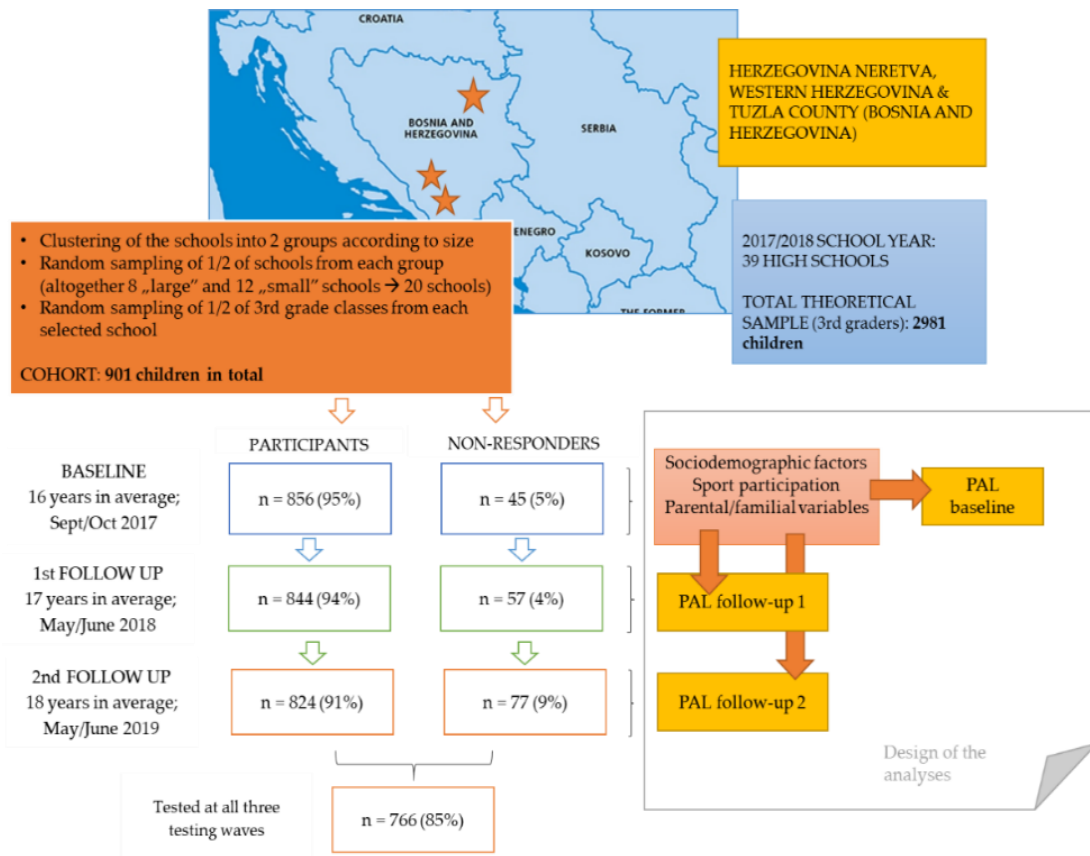 CROATIA
BOSNIA AND
HERZEGOVINA
SERBIA
ENEGRO
KOSOVO
THE FORMER
HERZEGOVINA NERETVA,
WESTERN HERZEGOVINA &
TUZLA COUNTY (BOSNIA AND
HERZEGOVINA)
2017/2018 SCHOOL YEAR:
39 HIGH SCHOOLS
TOTAL THEORETICAL
SAMPLE (3rd graders): 2981
children
• Clustering of the schools into 2 groups according to size
• Random sampling of 1/2 of schools from each group
(altogether 8 „large" and 12 „small" schools → 20 schools)
• Random sampling of 1/2 of 3rd grade classes from each
selected school
COHORT: 901 children in total
PARTICIPANTS
NON-RESPONDERS
BASELINE
16 years in average;
Sept/Oct 2017
n = 856 (95%)
n = 45 (5%)
1st FOLLOW UP
17 years in average;
May/June 2018
n = 844 (94%)
n = 57 (4%)
2nd FOLLOW UP
18 years in average;
May/June 2019
n = 824 (91%)
n = 77 (9%)
Tested at all three
testing waves
n = 766 (85%)
Sociodemographic factors
Sport participation
Parental/familial variables
PAL
baseline
PAL follow-up 1
PAL follow-up 2
Design of the
analyses